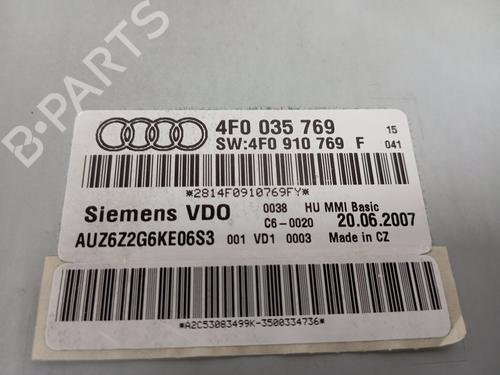 4F0 035 769 15
SW:4F0 910 769 F 041
*2814F0910769FY*
Siemens VDO 0038 HU MMI Basic
C6-0020 20.06.2007
AUZ6Z2G6KE06S3 001 VD1 0003 Made in CZ
*A2C53083499K-3500334736*